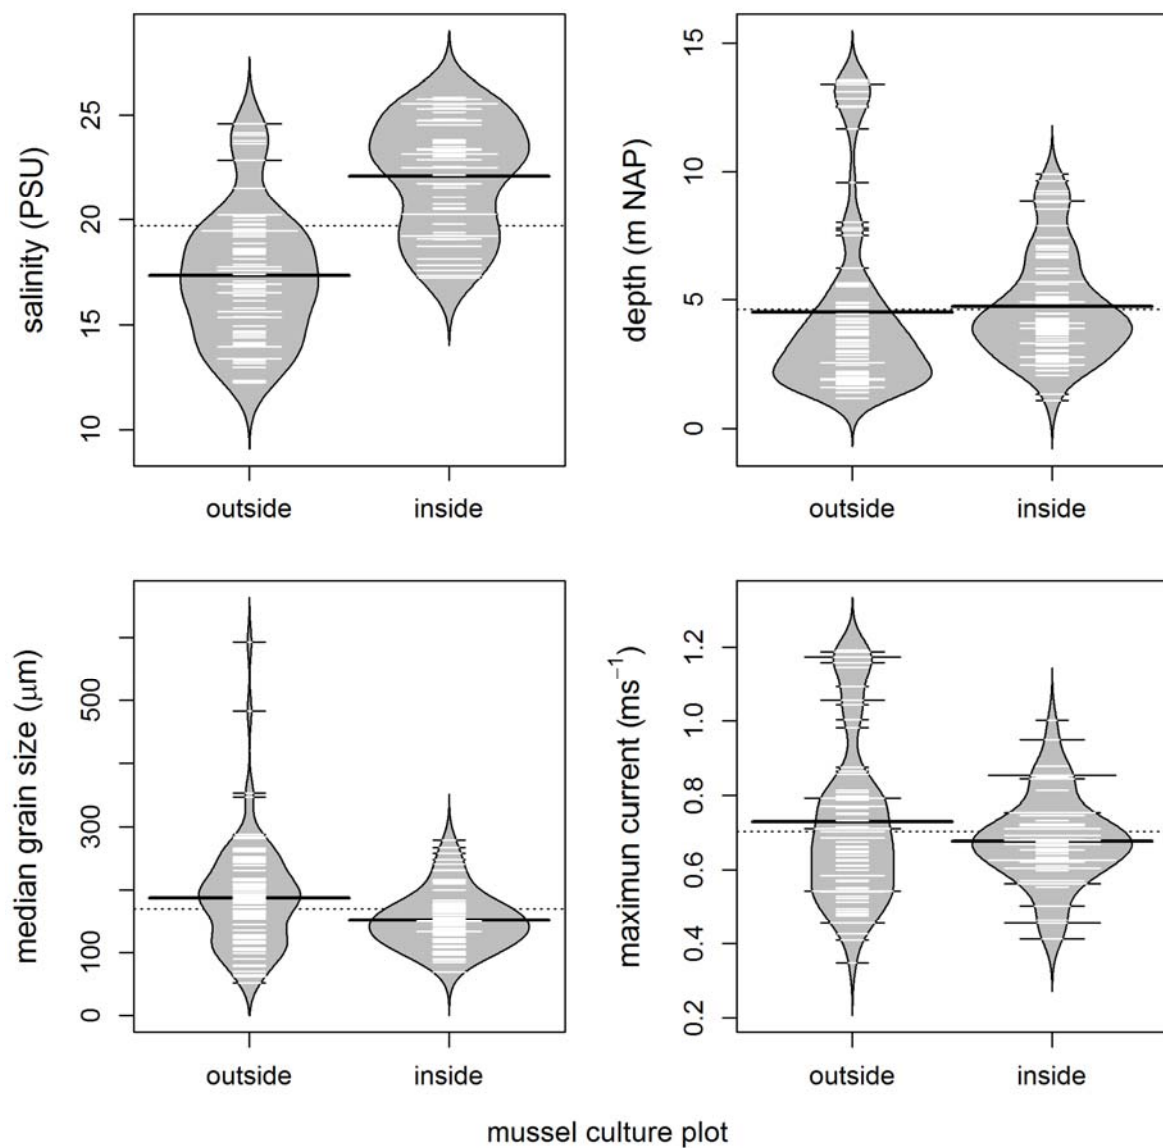 salinity (PSU)
25
20
15
10
outside inside
depth (m NAP)
15
10
5
0
outside inside
median grain size (μm)
500
300
100
0
outside inside
maximun current (ms⁻¹)
1.2
1.0
0.8
0.6
0.4
0.2
outside inside
mussel culture plot